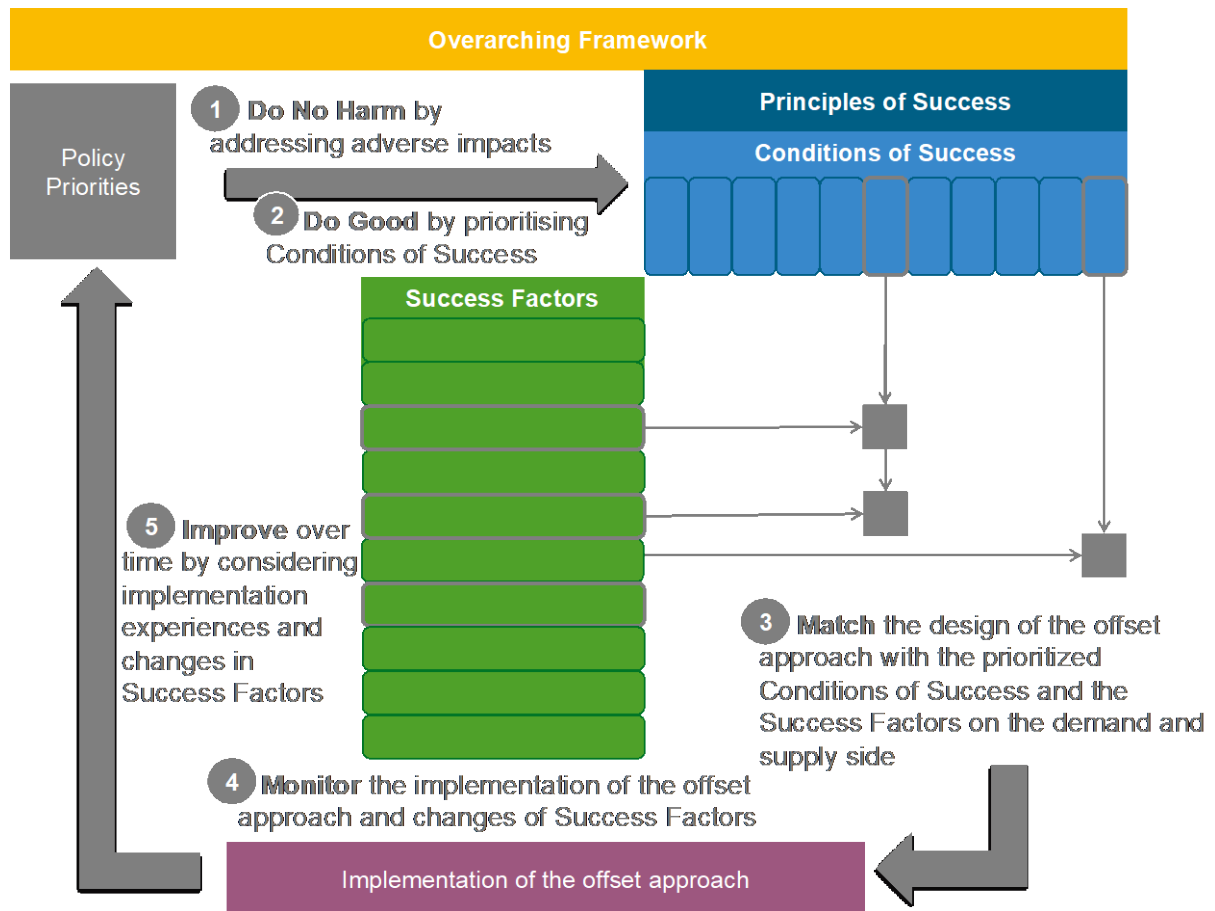 Overarching Framework
Policy
Priorities
1 Do No Harm by
addressing adverse impacts
2 Do Good by prioritising
Conditions of Success
Principles of Success
Conditions of Success
Success Factors
3 Match the design of the offset
approach with the prioritized
Conditions of Success and the
Success Factors on the demand and
supply side
4 Monitor the implementation of the offset
approach and changes of Success Factors
5 Improve over
time by considering
implementation
experiences and
changes in
Success Factors
Implementation of the offset approach